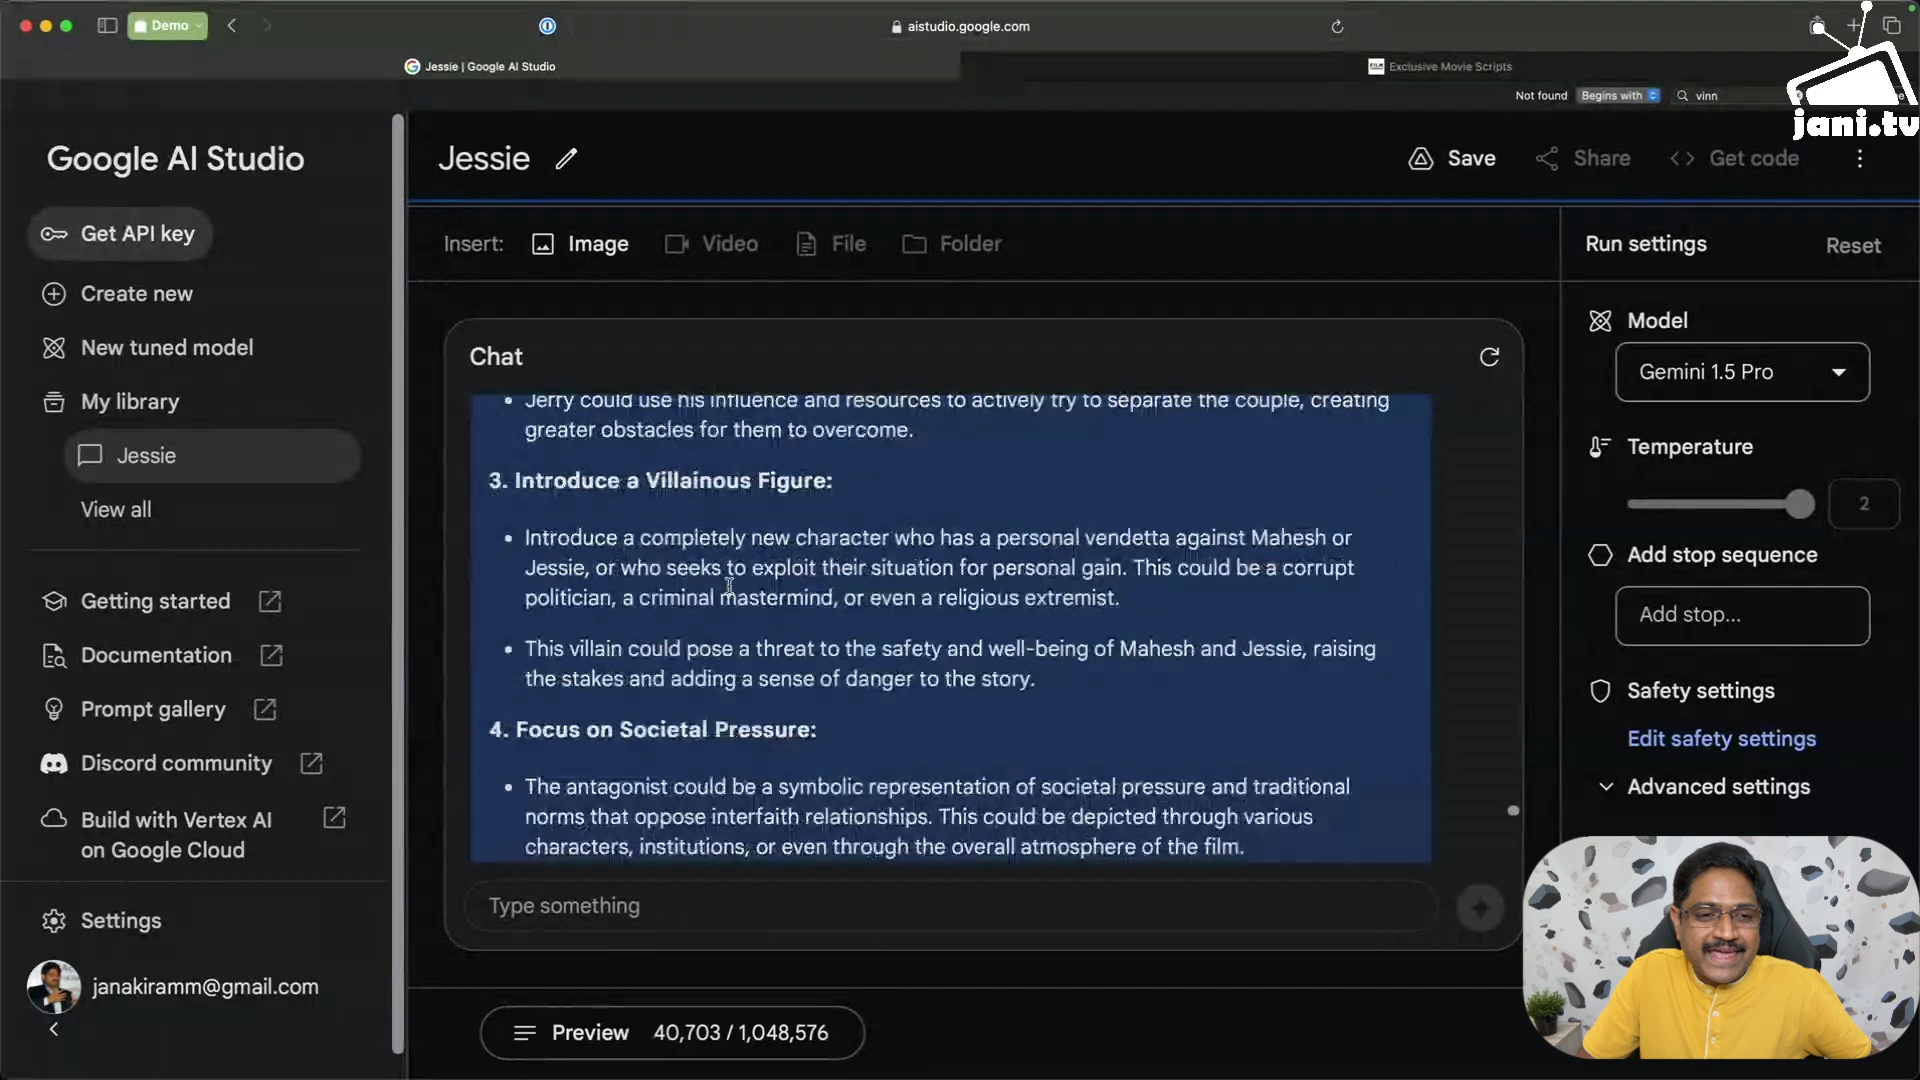 Demo
aistudio.google.com
Jessie | Google AI Studio
Exclusive Movie Scripts
Not found
Begins with
vinn
jani.tv
Google AI Studio
Get API key
Create new
New tuned model
My library
Jessie
View all
Getting started
Documentation
Prompt gallery
Discord community
Build with Vertex AI
on Google Cloud
Settings
janakiramm@gmail.com
Jessie
Save
Share
Get code
Insert:
Image
Video
File
Folder
Chat
• Jerry could use his influence and resources to actively try to separate the couple, creating
greater obstacles for them to overcome.
3. Introduce a Villainous Figure:
• Introduce a completely new character who has a personal vendetta against Mahesh or
Jessie, or who seeks to exploit their situation for personal gain. This could be a corrupt
politician, a criminal mastermind, or even a religious extremist.
• This villain could pose a threat to the safety and well-being of Mahesh and Jessie, raising
the stakes and adding a sense of danger to the story.
4. Focus on Societal Pressure:
• The antagonist could be a symbolic representation of societal pressure and traditional
norms that oppose interfaith relationships. This could be depicted through various
characters, institutions, or even through the overall atmosphere of the film.
Type something
Preview 40,703 / 1,048,576
Run settings
Reset
Model
Gemini 1.5 Pro
Temperature
2
Add stop sequence
Add stop...
Safety settings
Edit safety settings
Advanced settings